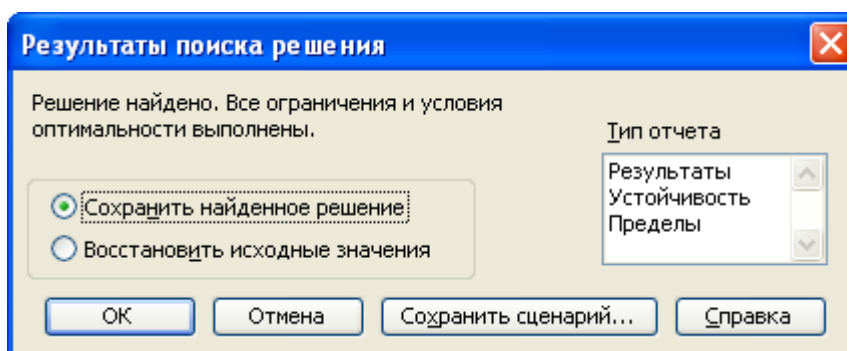 Результаты поиска решения
Решение найдено. Все ограничения и условия
оптимальности выполнены.
Тип отчета
Результаты
Устойчивость
Пределы
Сохранить найденное решение
Восстановить исходные значения
ОК
Отмена
Сохранить сценарий...
Справка